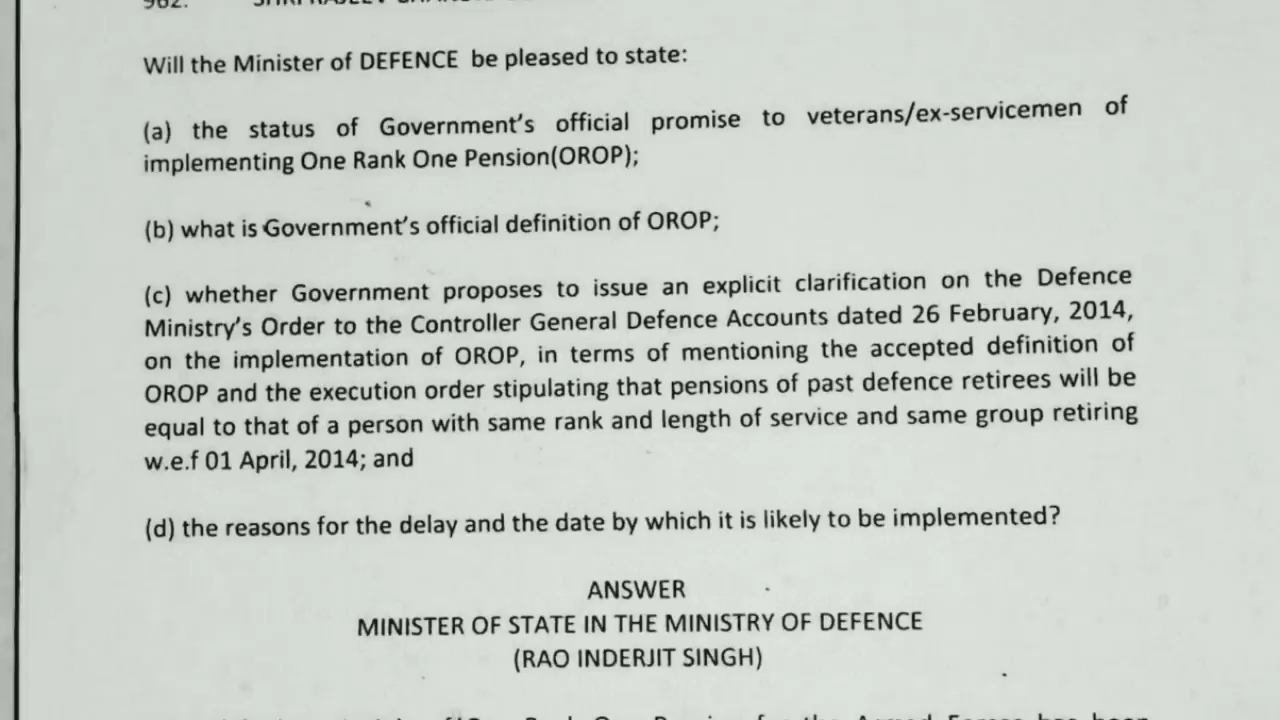 962.
Will the Minister of DEFENCE be pleased to state:
(a) the status of Government's official promise to veterans/ex-servicemen of
implementing One Rank One Pension(OROP);
(b) what is Government's official definition of OROP;
(c) whether Government proposes to issue an explicit clarification on the Defence
Ministry's Order to the Controller General Defence Accounts dated 26 February, 2014,
on the implementation of OROP, in terms of mentioning the accepted definition of
OROP and the execution order stipulating that pensions of past defence retirees will be
equal to that of a person with same rank and length of service and same group retiring
w.e.f 01 April, 2014; and
(d) the reasons for the delay and the date by which it is likely to be implemented?
ANSWER
MINISTER OF STATE IN THE MINISTRY OF DEFENCE
(RAO INDERJIT SINGH)